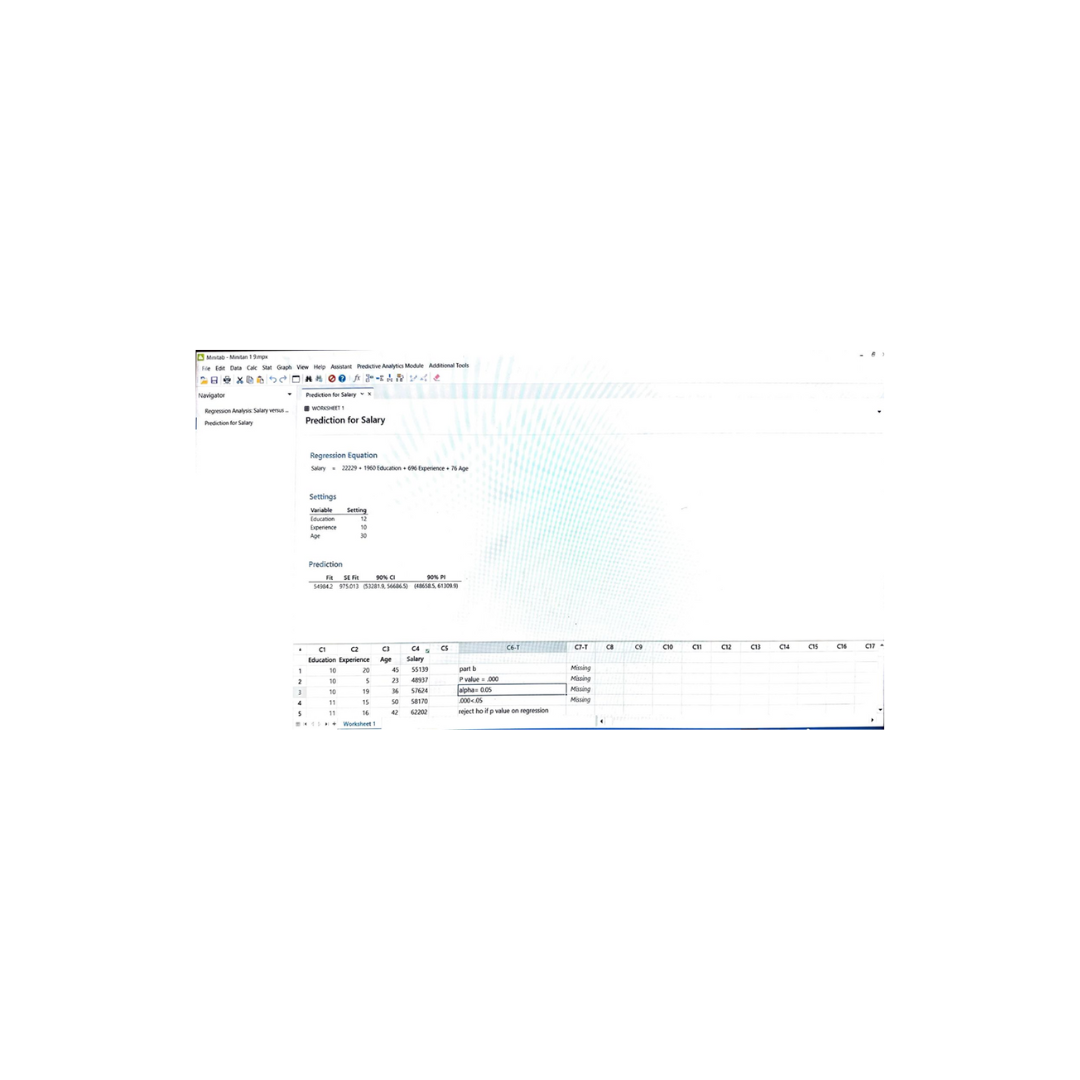 Minitab - Minitan 1 9.mpx
File Edit Data Calc Stat Graph View Help Assistant Predictive Analytics Module Additional Tools
Navigator
Prediction for Salary
Regression Analysis: Salary versus ...
Prediction for Salary
WORKSHEET 1
Prediction for Salary
Regression Equation
Salary = 22229 + 1960 Education + 696 Experience + 76 Age
Settings
Variable Setting
Education 12
Experience 10
Age 30
Prediction
Fit SE Fit 90% CI 90% PI
54984.2 975.013 (53281.9, 56686.5) (48658.5, 61309.9)
C1 C2 C3 C4 C5 C6-T C7-T C8 C9 C10 C11 C12 C13 C14 C15 C16 C17
Education Experience Age Salary
1 10 20 45 55139 part b Missing
2 10 5 23 48937 P value = .000 Missing
3 10 19 36 57624 alpha= 0.05 Missing
4 11 15 50 58170 .000<.05 Missing
5 11 16 42 62202 reject ho if p value on regression
Worksheet 1